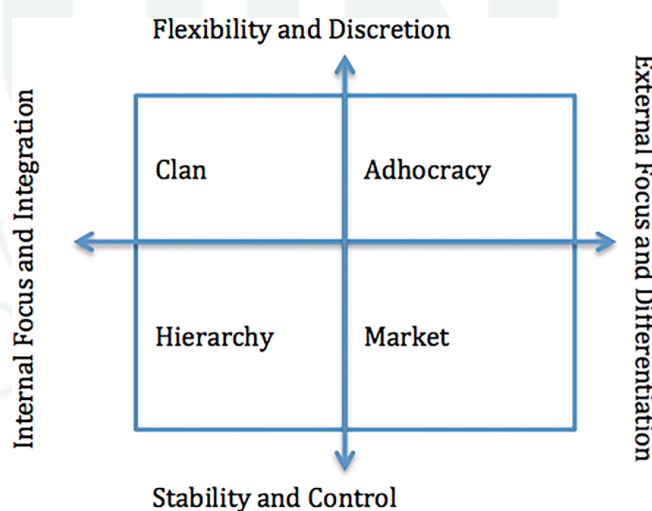 Flexibility and Discretion
Internal Focus and Integration
External Focus and Differentiation
Clan
Adhocracy
Hierarchy
Market
Stability and Control